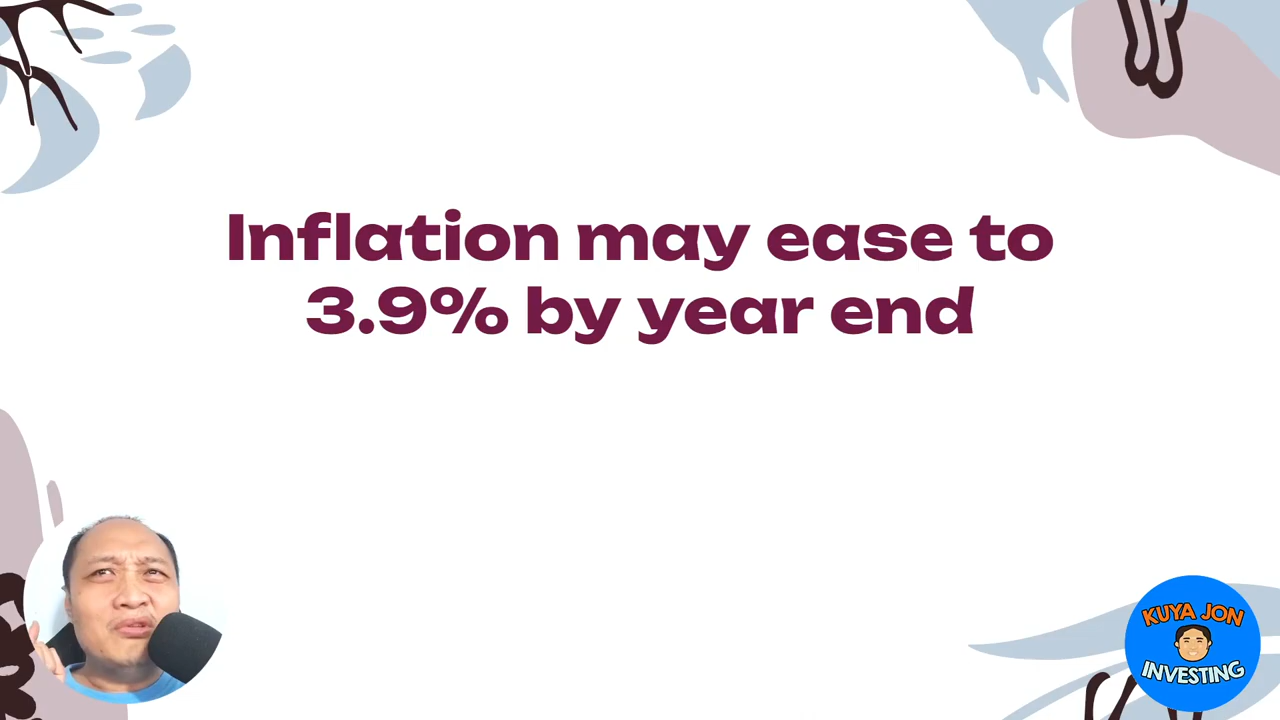 Inflation may ease to
3.9% by year end
KUYA JON
INVESTING